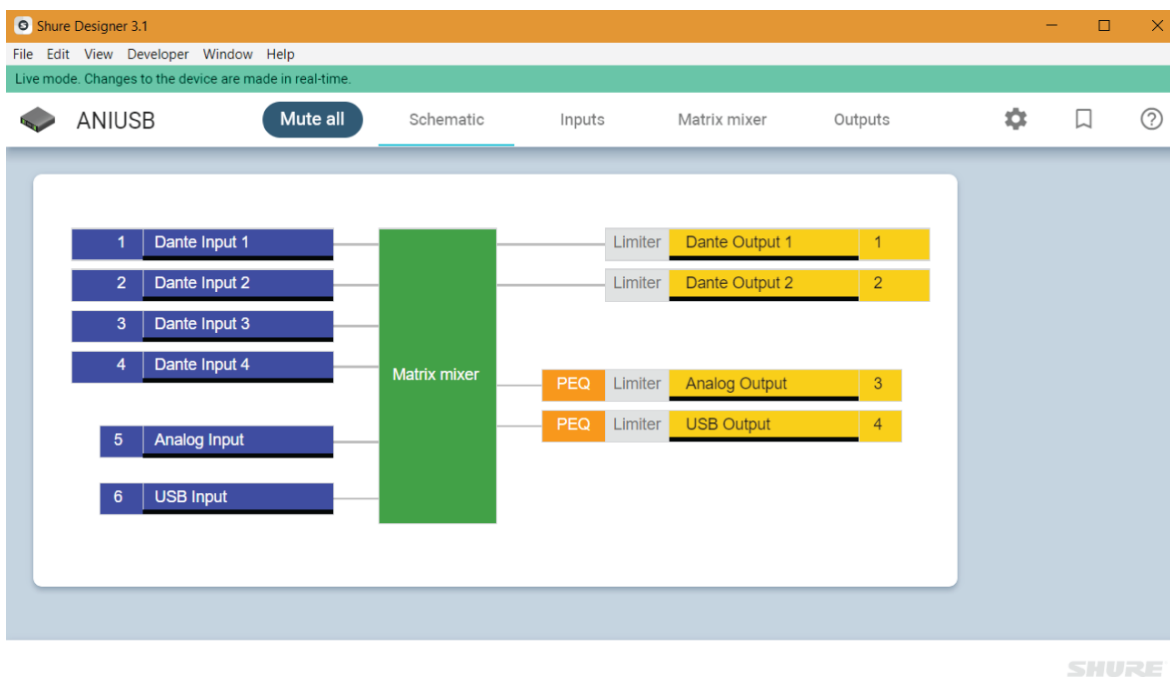 Shure Designer 3.1
File Edit View Developer Window Help
Live mode. Changes to the device are made in real-time.
ANIUSB Mute all Schematic Inputs Matrix mixer Outputs ?
1 Dante Input 1
2 Dante Input 2
3 Dante Input 3
4 Dante Input 4
5 Analog Input
6 USB Input
Matrix mixer
Limiter Dante Output 1 1
Limiter Dante Output 2 2
PEQ Limiter Analog Output 3
PEQ Limiter USB Output 4
SHURE